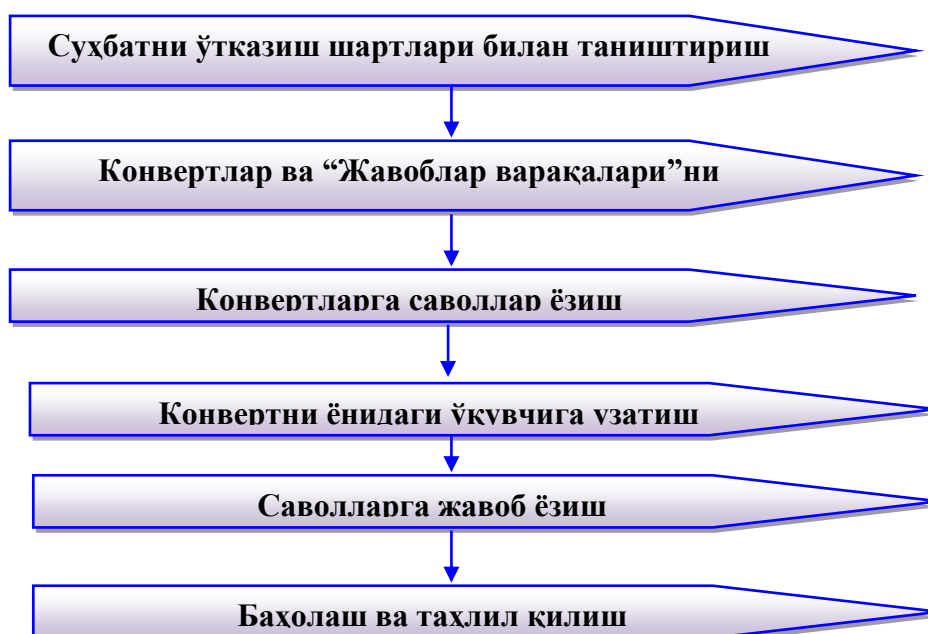 Суҳбатни ўтказиш шартлари билан таништириш
Конвертлар ва “Жавоблар варақалари”ни
Конвертларга саволлар ёзиш
Конвертни ёнидаги ўқувчига узатиш
Саволларга жавоб ёзиш
Баҳолаш ва таҳлил қилиш